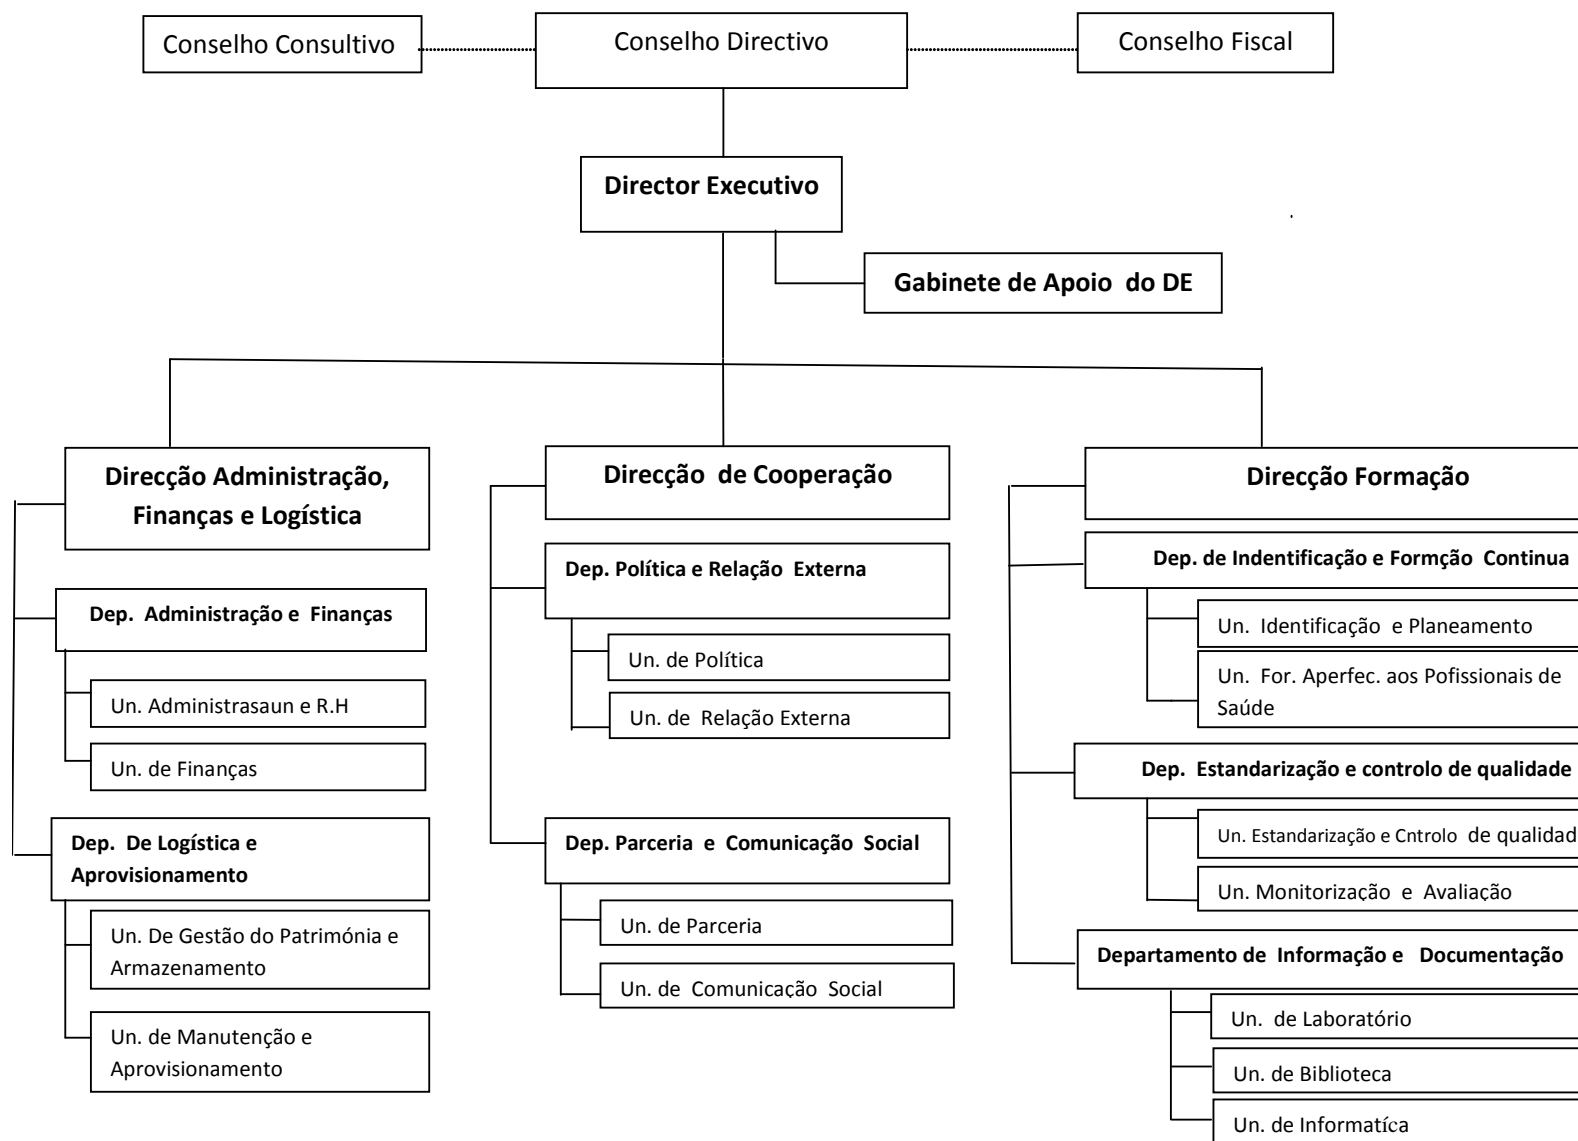 Conselho Consultivo
Conselho Directivo
Conselho Fiscal
Director Executivo
Gabinete de Apoio do DE
Direcção Administração,
Finanças e Logística
Dep. Administração e Finanças
Un. Administrasaun e R.H
Un. de Finanças
Dep. De Logística e
Aprovisionamento
Un. De Gestão do Património e
Armazenamento
Un. de Manutenção e
Aprovisionamento
Direcção de Cooperação
Dep. Política e Relação Externa
Un. de Política
Un. de Relação Externa
Dep. Parceria e Comunicação Social
Un. de Parceria
Un. de Comunicação Social
Direcção Formação
Dep. de Indentificação e Formção Continua
Un. Identificação e Planeamento
Un. For. Aperfec. aos Pofissionais de
Saúde
Dep. Estandarização e controlo de qualidade
Un. Estandarização e Cntrolo de qualidad
Un. Monitorização e Avaliação
Departamento de Informação e Documentação
Un. de Laboratório
Un. de Biblioteca
Un. de Informatíca